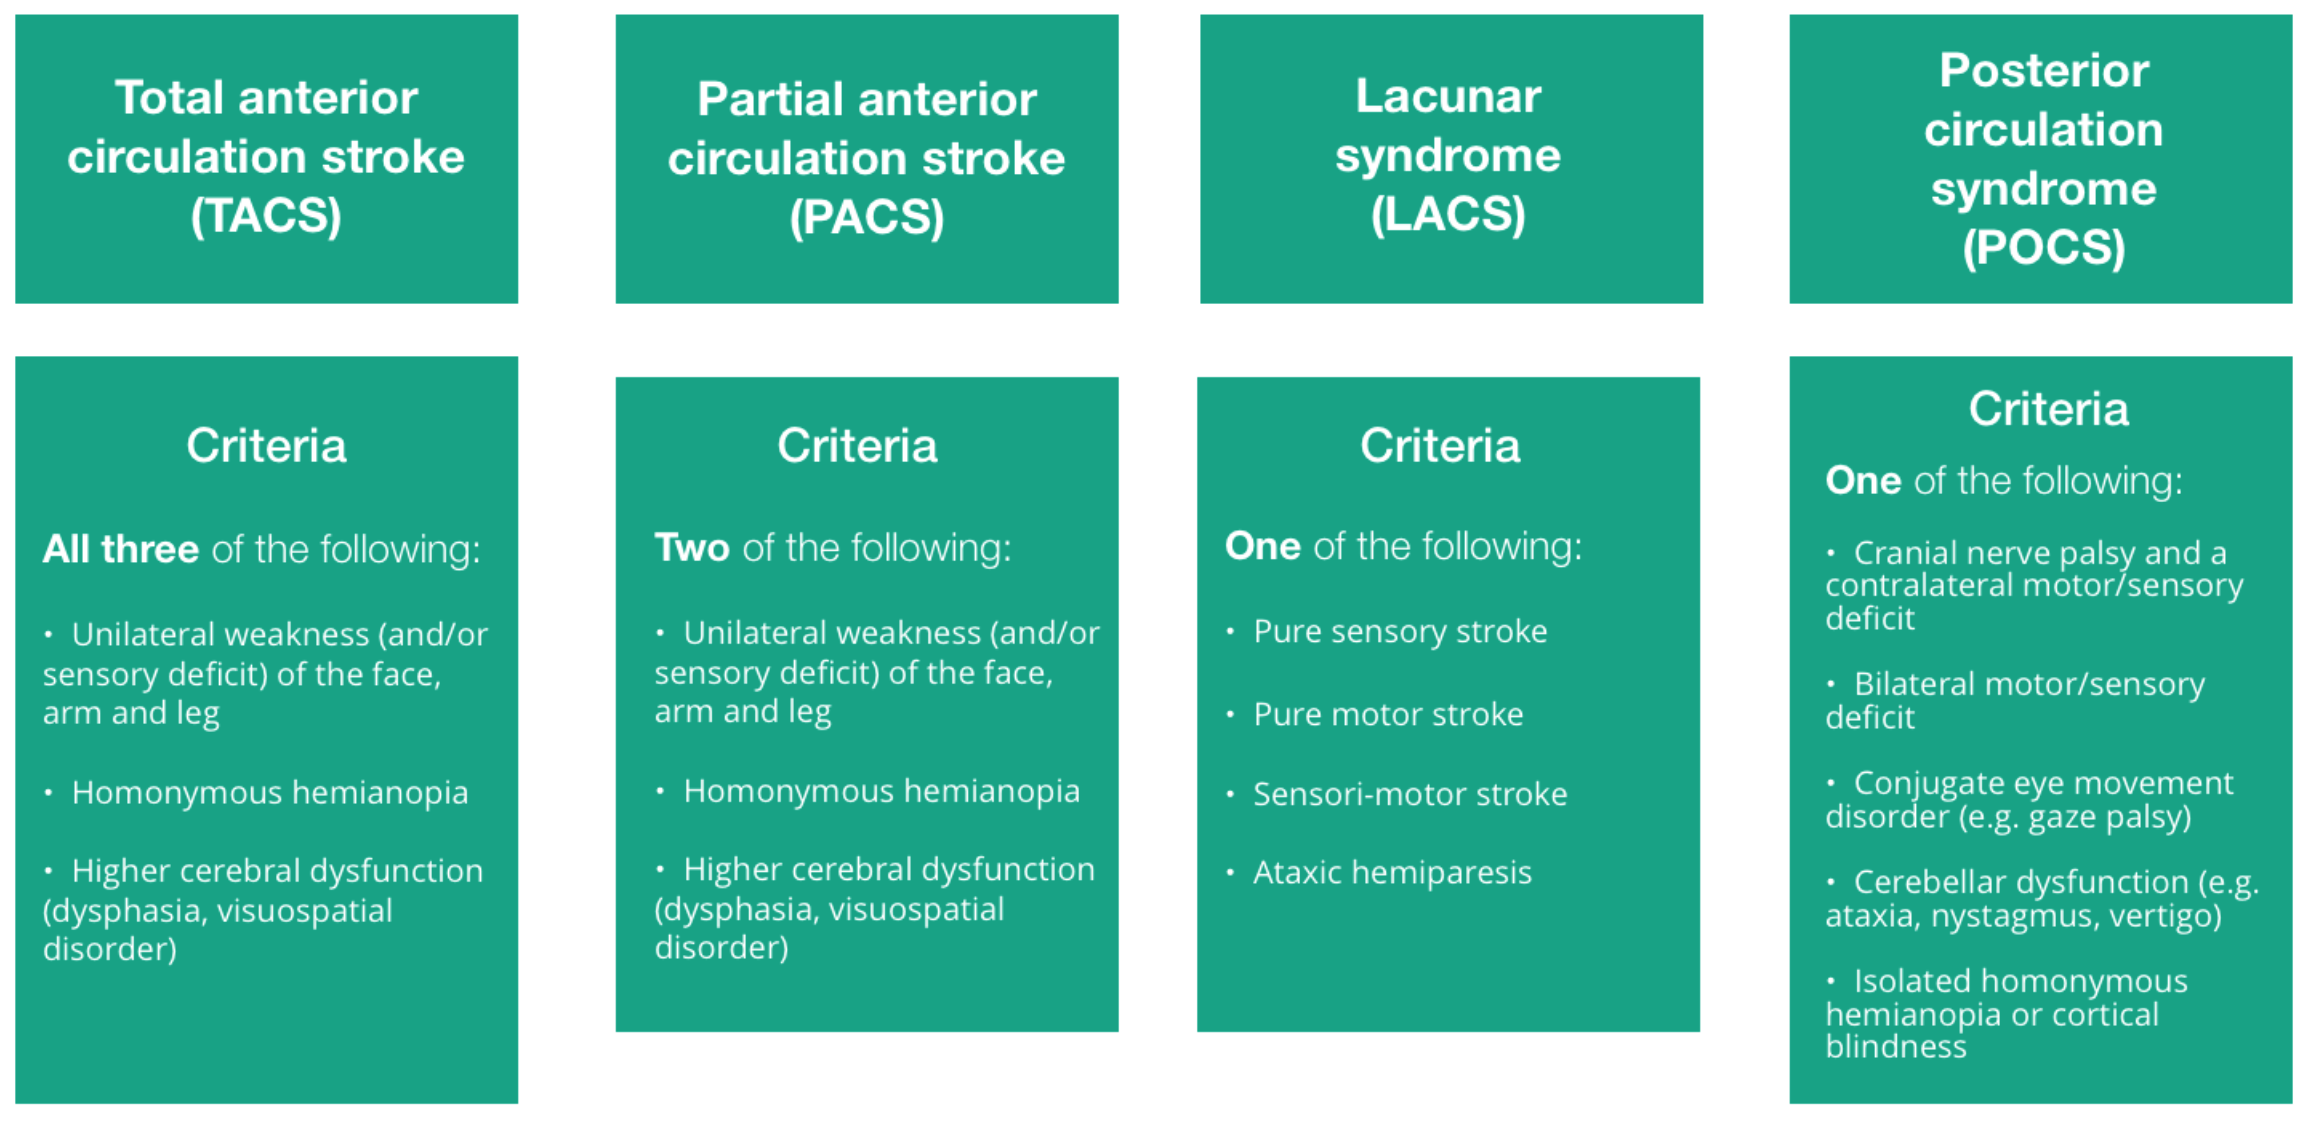 Total anterior
circulation stroke
(TACS)
Partial anterior
circulation stroke
(PACS)
Lacunar
syndrome
(LACS)
Posterior
circulation
syndrome
(POCS)
Criteria
All three of the following:
• Unilateral weakness (and/or
sensory deficit) of the face,
arm and leg
• Homonymous hemianopia
• Higher cerebral dysfunction
(dysphasia, visuospatial
disorder)
Criteria
Two of the following:
• Unilateral weakness (and/or
sensory deficit) of the face,
arm and leg
• Homonymous hemianopia
• Higher cerebral dysfunction
(dysphasia, visuospatial
disorder)
Criteria
One of the following:
• Pure sensory stroke
• Pure motor stroke
• Sensori-motor stroke
• Ataxic hemiparesis
Criteria
One of the following:
• Cranial nerve palsy and a
contralateral motor/sensory
deficit
• Bilateral motor/sensory
deficit
• Conjugate eye movement
disorder (e.g. gaze palsy)
• Cerebellar dysfunction (e.g.
ataxia, nystagmus, vertigo)
• Isolated homonymous
hemianopia or cortical
blindness